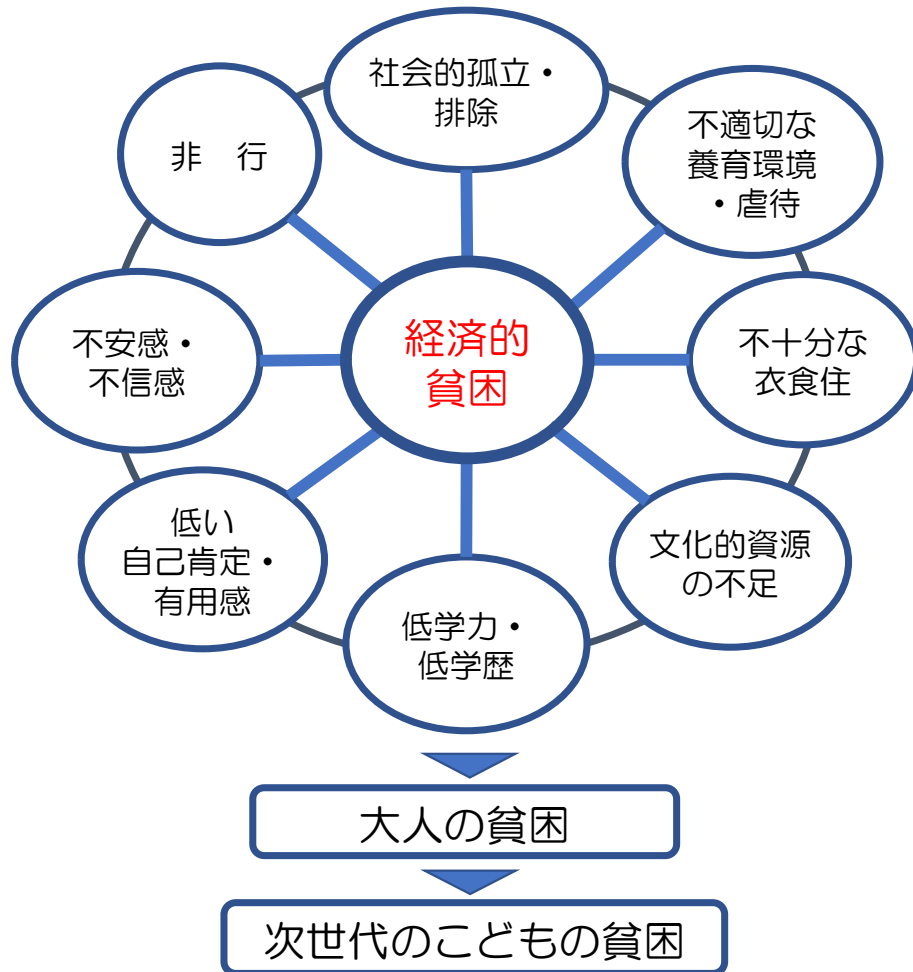 社会的孤立・
排除
不適切な
養育環境
・虐待
不十分な
衣食住
文化的資源
の不足
低学力・
低学歴
低い
自己肯定・
有用感
不安感・
不信感
非　行
経済的
貧困
大人の貧困
次世代のこどもの貧困